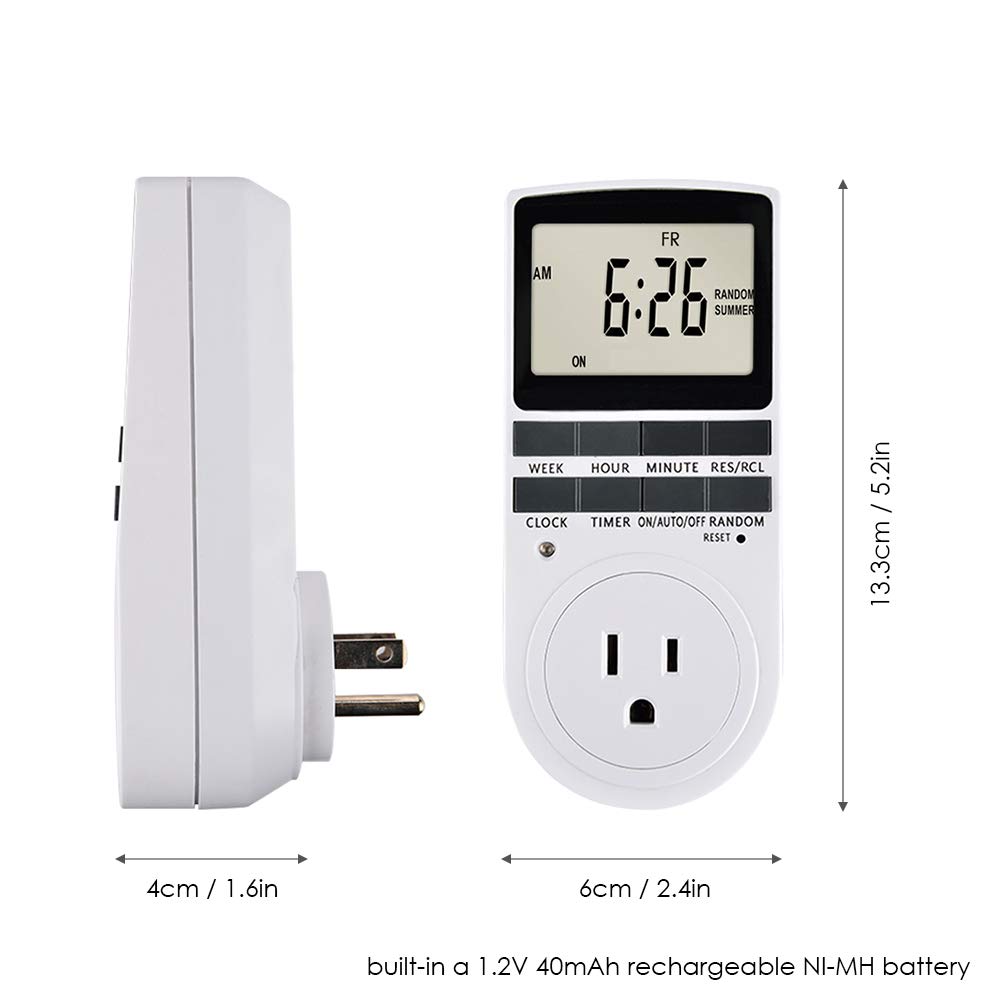 FR
AM
6:26
RANDOM
SUMMER
ON
WEEK HOUR MINUTE RES/RCL
CLOCK TIMER ON/AUTO/OFF RANDOM
RESET
13.3cm / 5.2in
4cm / 1.6in
6cm / 2.4in
built-in a 1.2V 40mAh rechargeable NI-MH battery